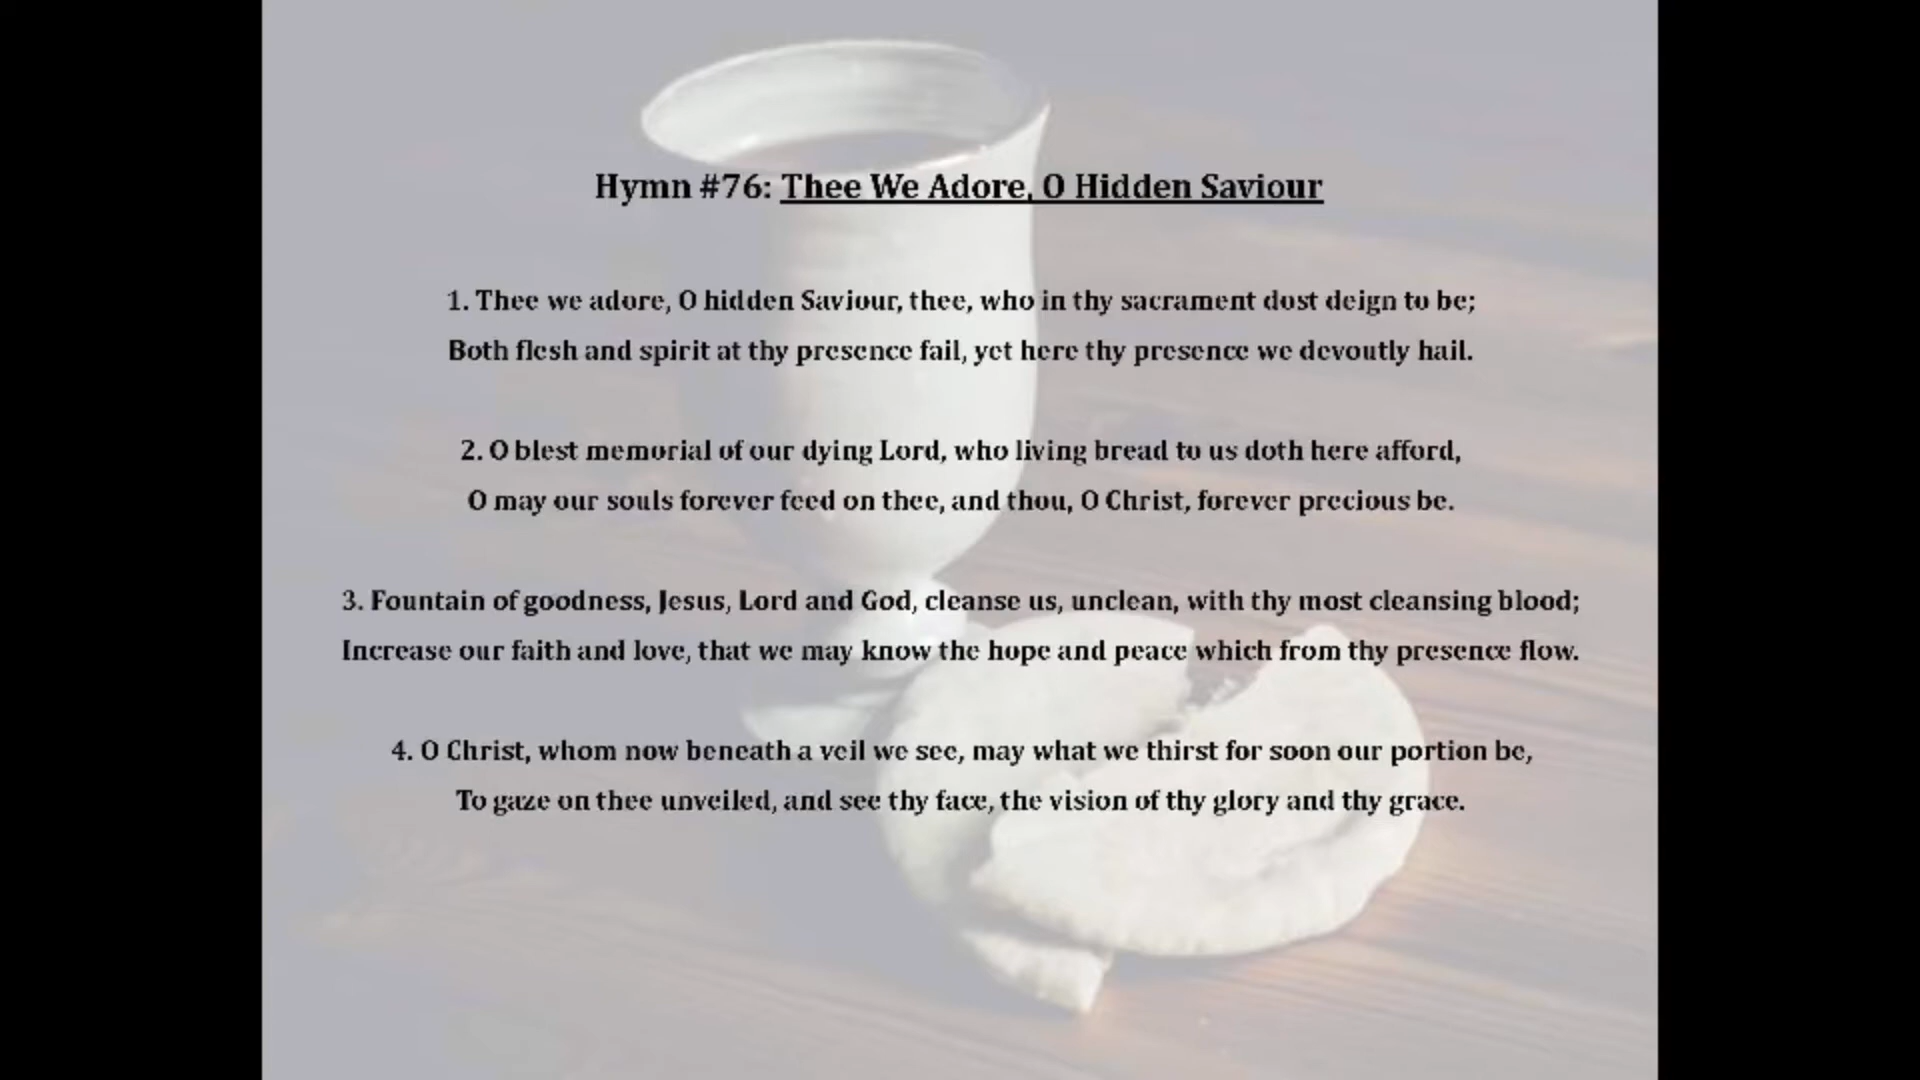 Hymn #76: Thee We Adore, O Hidden Saviour
1. Thee we adore, O hidden Saviour, thee, who in thy sacrament dost deign to be;
Both flesh and spirit at thy presence fail, yet here thy presence we devoutly hail.
2. O blest memorial of our dying Lord, who living bread to us doth here afford,
O may our souls forever feed on thee, and thou, O Christ, forever precious be.
3. Fountain of goodness, Jesus, Lord and God, cleanse us, unclean, with thy most cleansing blood;
Increase our faith and love, that we may know the hope and peace which from thy presence flow.
4. O Christ, whom now beneath a veil we see, may what we thirst for soon our portion be,
To gaze on thee unveiled, and see thy face, the vision of thy glory and thy grace.